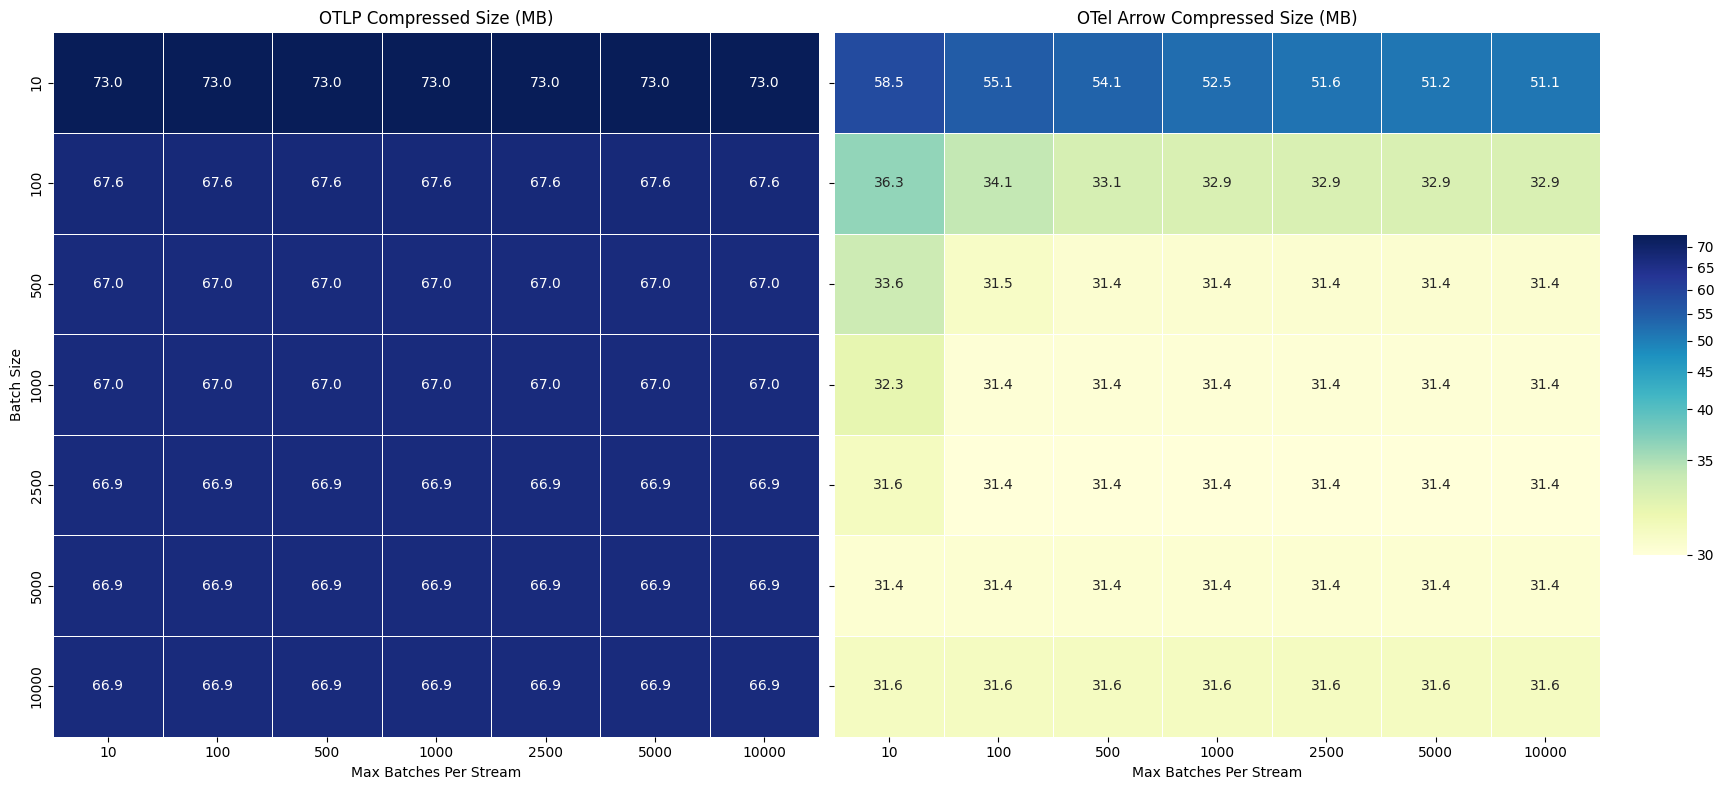 OTLP Compressed Size (MB)
OTel Arrow Compressed Size (MB)
Batch Size
10 73.0 73.0 73.0 73.0 73.0 73.0 73.0 58.5 55.1 54.1 52.5 51.6 51.2 51.1
100 67.6 67.6 67.6 67.6 67.6 67.6 67.6 36.3 34.1 33.1 32.9 32.9 32.9 32.9
500 67.0 67.0 67.0 67.0 67.0 67.0 67.0 33.6 31.5 31.4 31.4 31.4 31.4 31.4
1000 67.0 67.0 67.0 67.0 67.0 67.0 67.0 32.3 31.4 31.4 31.4 31.4 31.4 31.4
2500 66.9 66.9 66.9 66.9 66.9 66.9 66.9 31.6 31.4 31.4 31.4 31.4 31.4 31.4
5000 66.9 66.9 66.9 66.9 66.9 66.9 66.9 31.4 31.4 31.4 31.4 31.4 31.4 31.4
10000 66.9 66.9 66.9 66.9 66.9 66.9 66.9 31.6 31.6 31.6 31.6 31.6 31.6 31.6
10 100 500 1000 2500 5000 10000
Max Batches Per Stream
10 100 500 1000 2500 5000 10000
Max Batches Per Stream
70
65
60
55
50
45
40
35
30